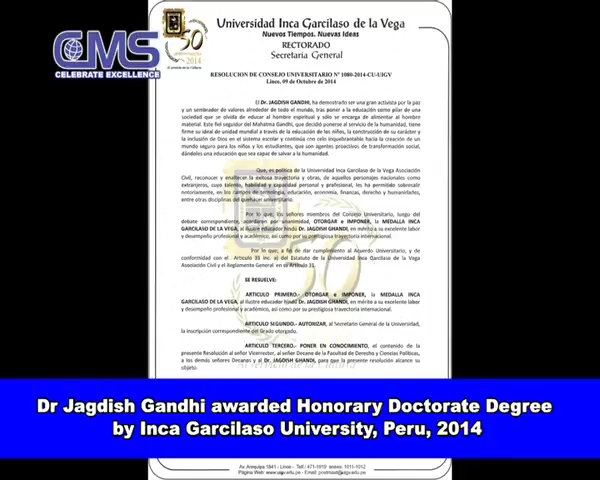 CMS
CELEBRATE EXCELLENCE
50
2014
Universidad Inca Garcilaso de la Vega
Nuevos Tiempos. Nuevas Ideas
RECTORADO
Secretaría General
RESOLUCION DE CONSEJO UNIVERSITARIO Nº 1080-2014-CU-UIGV
Lince, 09 de Octubre de 2014
El Dr. JAGDISH GANDHI, ha demostrado ser una gran activista por la paz
y un sembrador de valores alrededor de todo el mundo, tras poner a la educación como pilar de una
sociedad que se olvida de educar al hombre espiritual y sólo se encarga de alimentar al hombre
material. Este fiel seguidor del Mahatma Gandhi, que decidió ponerse al servicio de la humanidad, tiene
firme su ideal de unidad mundial a través de la educación de los niños, la construcción de su carácter y
la inclusión de Dios en el sistema escolar y continúa con celo inquebrantable hacia la creación de un
mundo seguro para los niños y los estudiantes, que son agentes proactivos de transformación social,
dándoles una educación que sea capaz de salvar a la humanidad.
Que, es política de la Universidad Inca Garcilaso de la Vega Asociación
Civil, reconocer y enaltecer la exitosa trayectoria y obras, de aquellos personajes nacionales como
extranjeros, cuyo talento, habilidad y capacidad personal y profesional, les ha permitido sobresalir
notoriamente, en los campos de tecnología, educación, economía, finanzas, derecho y humanidades,
entre otras disciplinas del quehacer universitario.
Por lo que, los señores miembros del Consejo Universitario, luego del
debate correspondiente, acordaron por unanimidad, OTORGAR e IMPONER, la MEDALLA INCA
GARCILASO DE LA VEGA, al ilustre educador hindú Dr. JAGDISH GHANDI, en mérito a su excelente labor
y desempeño profesional y académico, así como por su prestigiosa trayectoria internacional.
Por lo que, a fin de dar cumplimiento al Acuerdo Universitario, y de
conformidad con el Artículo 33 inc. a) del Estatuto de la Universidad Inca Garcilaso de la Vega
Asociación Civil y el Reglamente General en su Artículo 31.
SE RESUELVE:
ARTICULO PRIMERO.- OTORGAR e IMPONER, la MEDALLA INCA
GARCILASO DE LA VEGA, al ilustre educador hindú Dr. JAGDISH GHANDI, en mérito a su excelente labor
y desempeño profesional y académico, así como por su prestigiosa trayectoria internacional.
ARTICULO SEGUNDO.- AUTORIZAR, al Secretario General de la Universidad,
la inscripción correspondiente del Grado otorgado.
ARTICULO TERCERO.- PONER EN CONOCIMIENTO, el contenido de la
presente Resolución al señor Vicerrector, al señor Decano de la Facultad de Derecho y Ciencias Políticas,
a los demás señores Decanos y al Dr. JAGDISH GHANDI, para que la presente resolución alcance su
objeto.
50
Al servicio de la Cultura
Dr Jagdish Gandhi awarded Honorary Doctorate Degree
by Inca Garcilaso University, Peru, 2014
Av. Arequipa 1841 - Lince - Telf.: 471-1919 anexo: 1011-1012